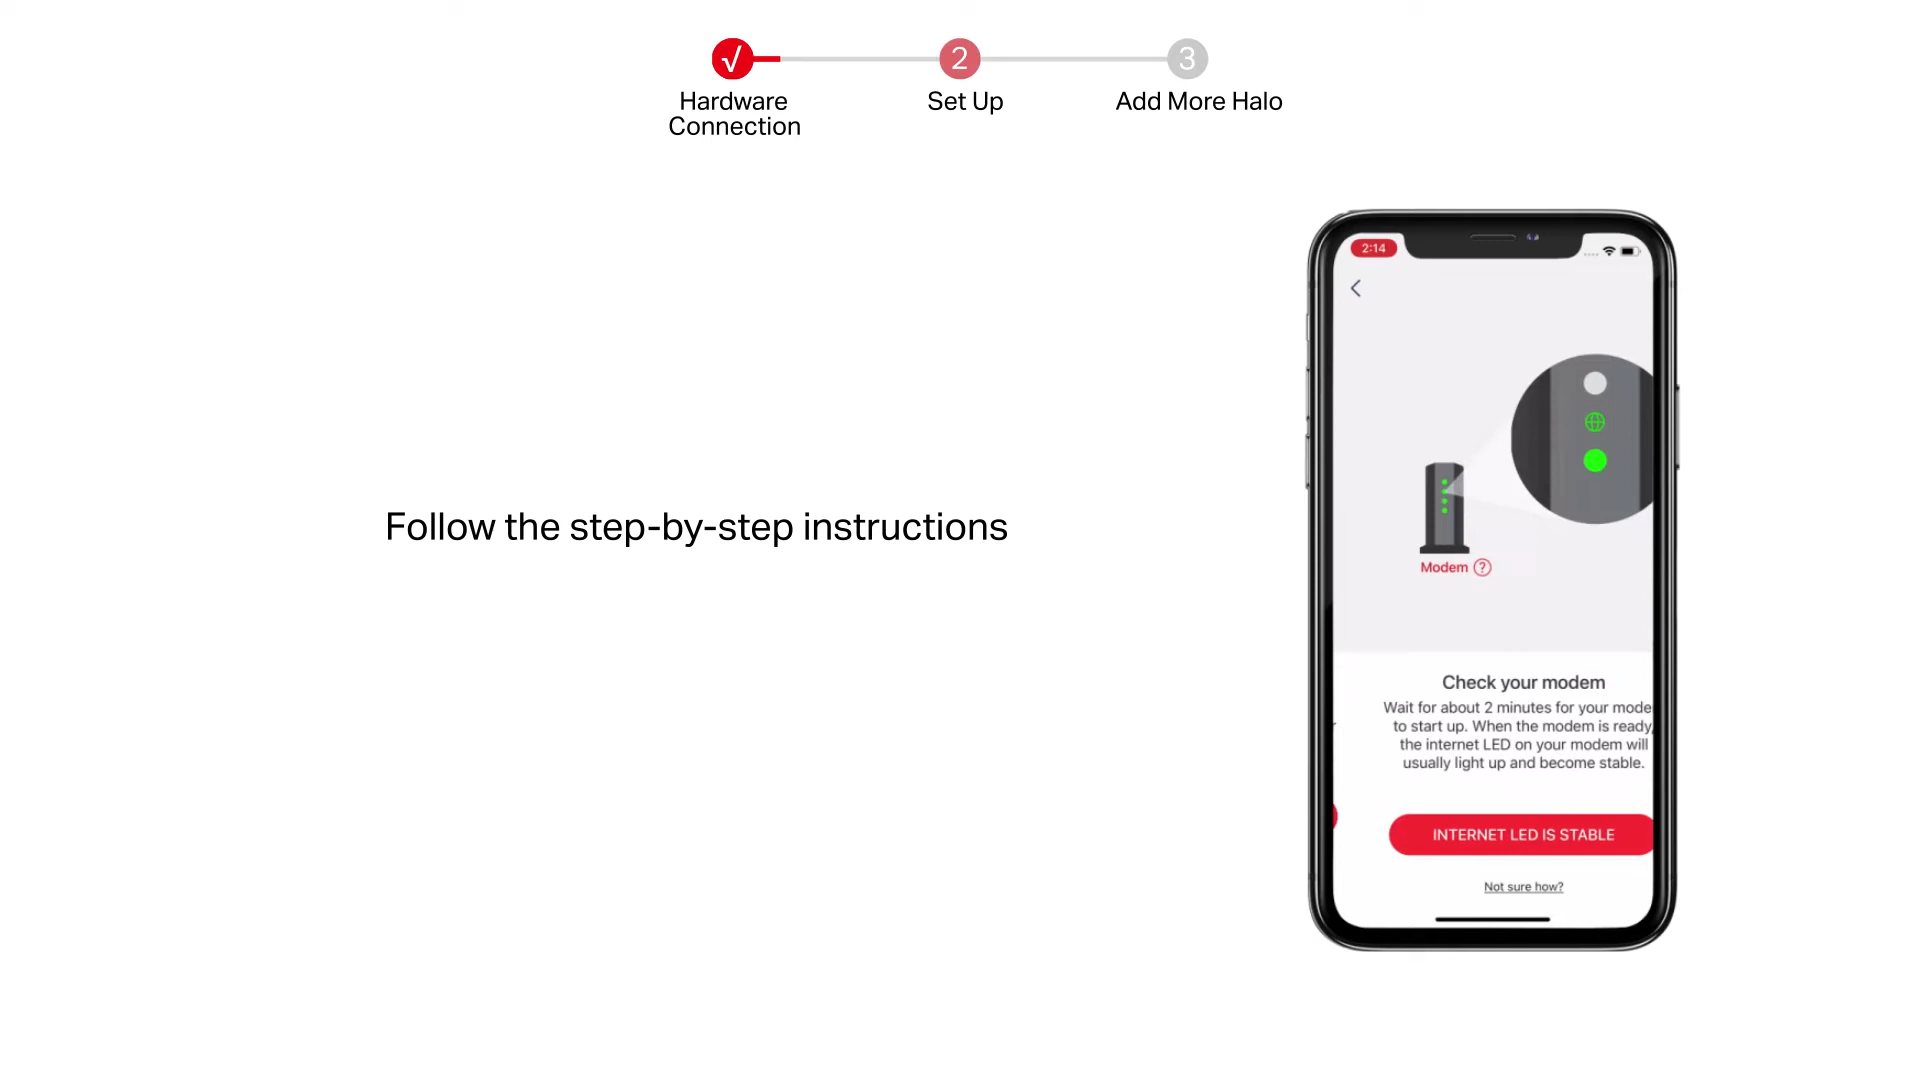 √
2
3
Hardware
Connection
Set Up
Add More Halo
Follow the step-by-step instructions
2:14
Modem ?
Check your modem
Wait for about 2 minutes for your mode
to start up. When the modem is ready,
the internet LED on your modem will
usually light up and become stable.
INTERNET LED IS STABLE
Not sure how?